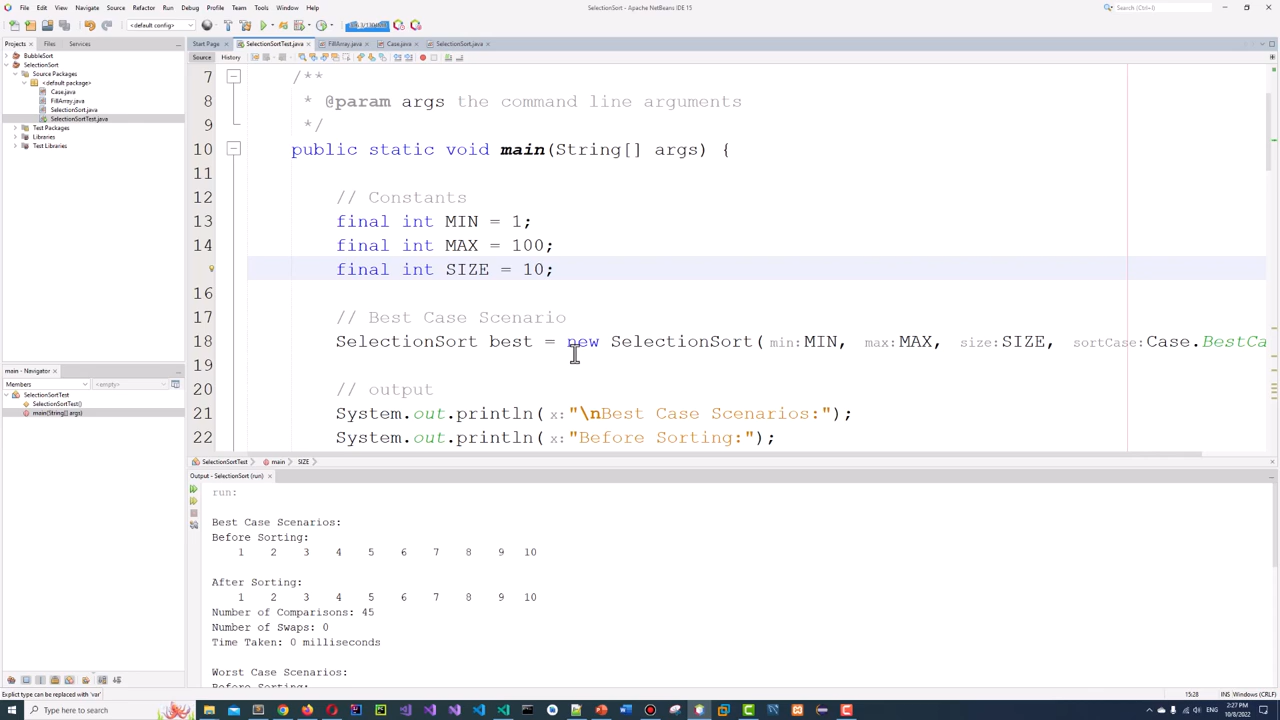 File Edit View Navigate Source Refactor Run Debug Profile Team Tools Window Help
SelectionSort - Apache NetBeans IDE 15
Search (Ctrl+I)
<default config>
Projects Files Services
Start Page SelectionSortTest.java FillArray.java Case.java SelectionSort.java
Source History
BubbleSort
SelectionSort
Source Packages
<default package>
Case.java
FillArray.java
SelectionSort.java
SelectionSortTest.java
Test Packages
Libraries
Test Libraries
7 /**
8 * @param args the command line arguments
9 */
10 public static void main(String[] args) {
11
12 // Constants
13 final int MIN = 1;
14 final int MAX = 100;
15 final int SIZE = 10;
16
17 // Best Case Scenario
18 SelectionSort best = new SelectionSort( min: MIN, max: MAX, size: SIZE, sortCase: Case.BestCa
19
20 // output
21 System.out.println( x: "\nBest Case Scenarios:");
22 System.out.println( x: "Before Sorting:");
main - Navigator
Members <empty>
SelectionSortTest
SelectionSortTest()
main(String[] args)
SelectionSortTest main SIZE
Output - SelectionSort (run)
run:
Best Case Scenarios:
Before Sorting:
1 2 3 4 5 6 7 8 9 10
After Sorting:
1 2 3 4 5 6 7 8 9 10
Number of Comparisons: 45
Number of Swaps: 0
Time Taken: 0 milliseconds
Worst Case Scenarios:
Before Sorting:
Explict type can be replaced with 'var'
15:28 INS Windows (CRLF)
Type here to search
2:27 PM
10/8/2022